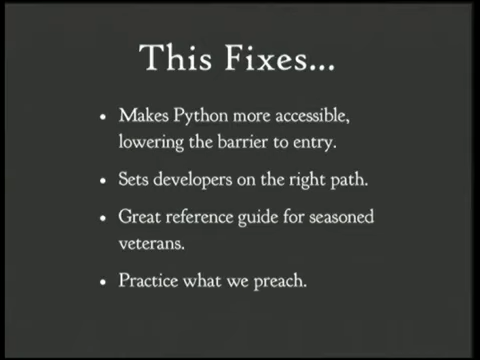 This Fixes...
• Makes Python more accessible,
lowering the barrier to entry.
• Sets developers on the right path.
• Great reference guide for seasoned
veterans.
• Practice what we preach.